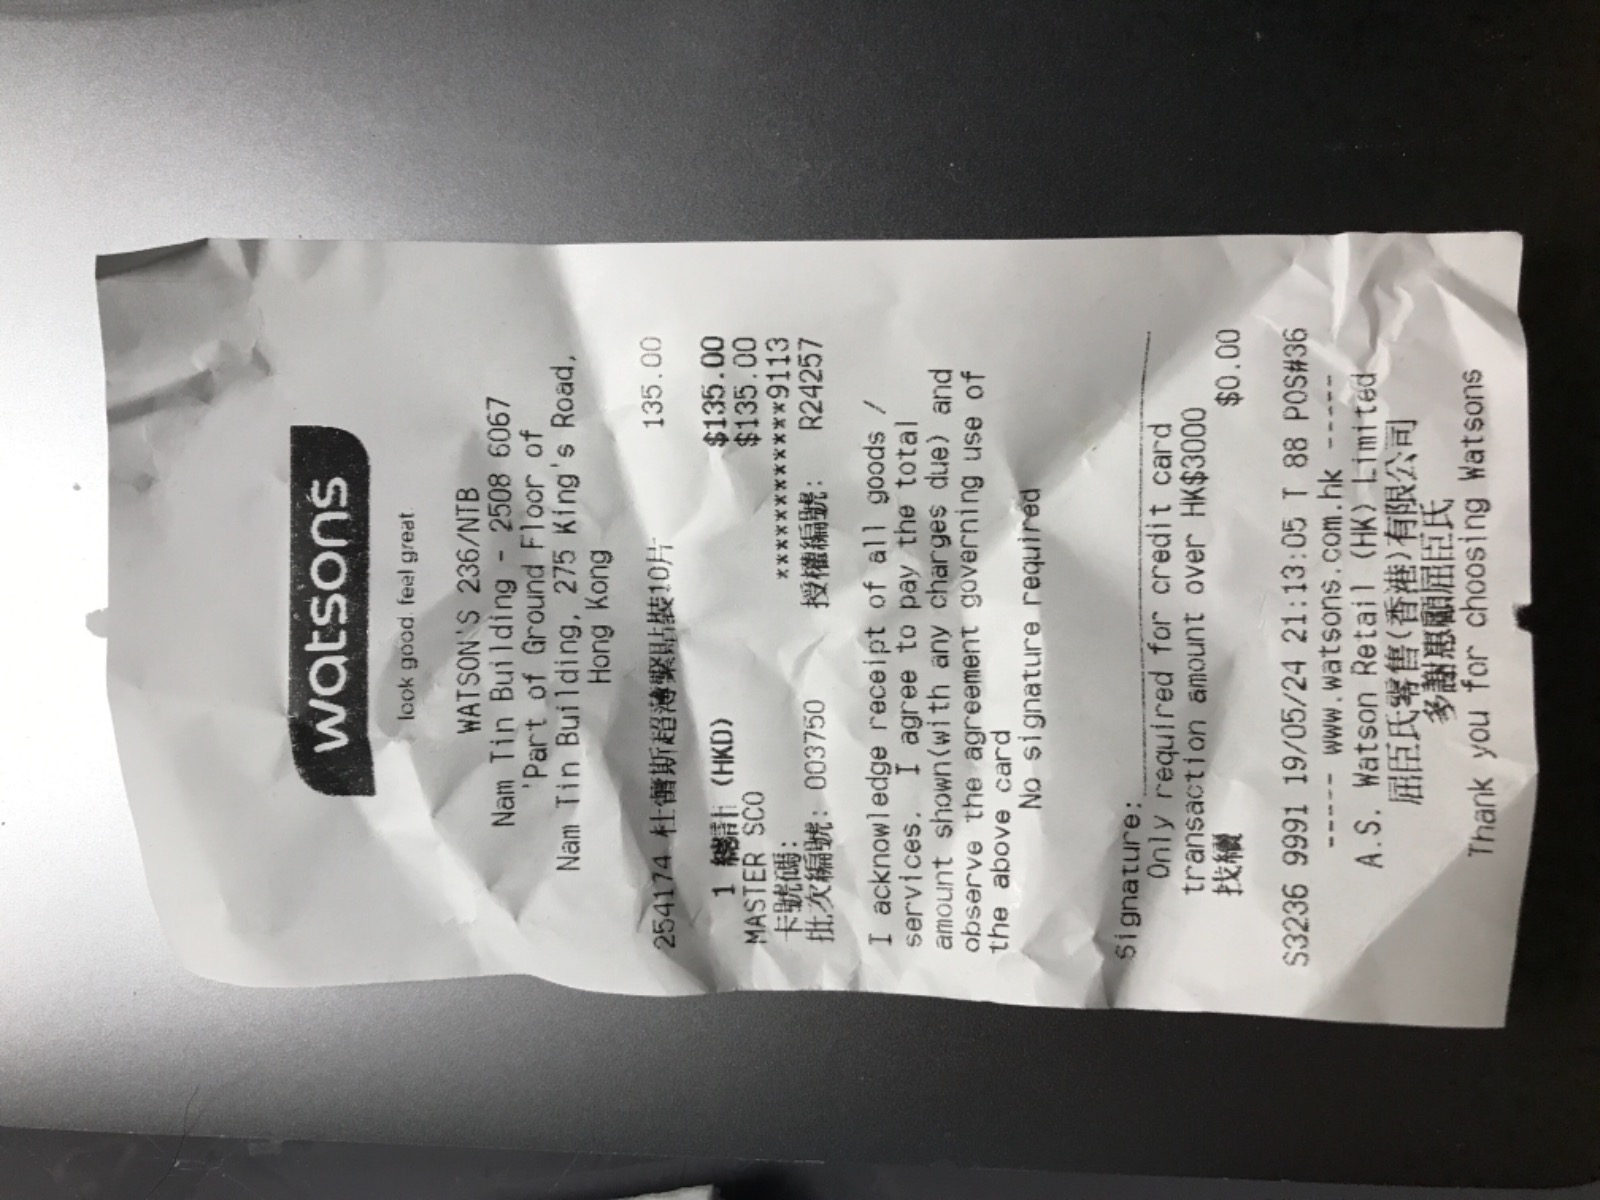 watsons
look good. feel great.
WATSON'S 236/NTB
Nam Tin Building - 2508 6067
'Part of Ground Floor of
Nam Tin Building, 275 King's Road,
Hong Kong
254174 杜蕾斯超薄緊貼裝10片 135.00
1 總計 (HKD) $135.00
MASTER SCO $135.00
卡號碼: ************9113
批次編號: 003750 授權編號: R24257
I acknowledge receipt of all goods /
services. I agree to pay the total
amount shown(with any charges due) and
observe the agreement governing use of
the above card
No signature required
signature:
Only required for credit card
transaction amount over HK$3000
找續 $0.00
S3236 9991 19/05/24 21:13:05 T 88 POS#36
----- www.watsons.com.hk -----
A.S. Watson Retail (HK) Limited
屈臣氏零售(香港)有限公司
多謝惠顧屈臣氏
Thank you for choosing Watsons